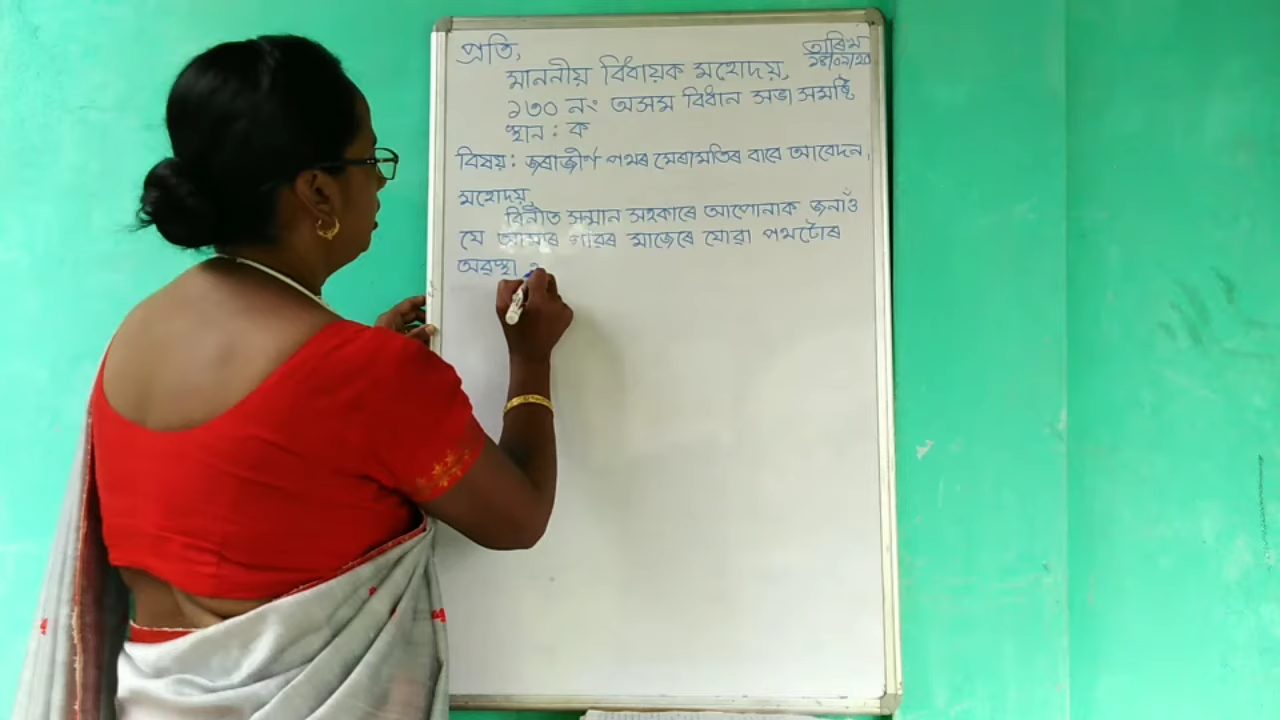 প্ৰতি,
তাৰিখ
মাননীয় বিধায়ক মহোদয়,
১৩০ নং অসম বিধান সভা সমষ্টি
স্থান : ক
বিষয় : জৰাজীৰ্ণ পথৰ মেৰামতিৰ বাবে আবেদন।
মহোদয়,
বিনীত সন্মান সহকাৰে আপোনাক জনাওঁ
যে আমাৰ গাঁৱৰ মাজেৰে যোৱা পথটোৰ
অৱস্থা